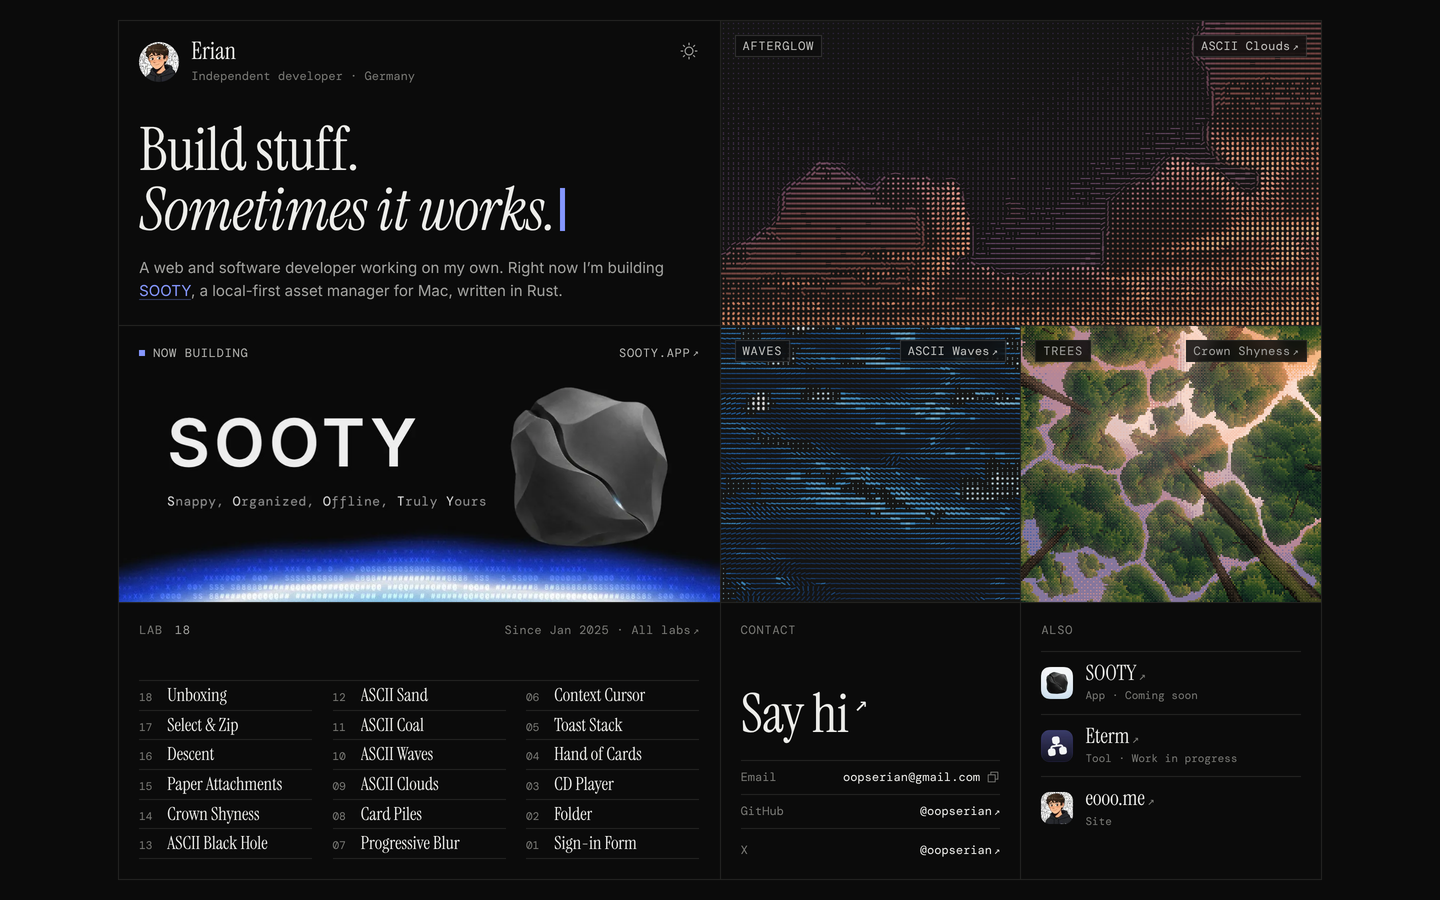 Erian
Independent developer · Germany
Build stuff.
Sometimes it works.
A web and software developer working on my own. Right now I'm building
SOOTY, a local-first asset manager for Mac, written in Rust.
AFTERGLOW
ASCII Clouds↗
NOW BUILDING
SOOTY.APP↗
SOOTY
Snappy, Organized, Offline, Truly Yours
WAVES
ASCII Waves↗
TREES
Crown Shyness↗
LAB 18
Since Jan 2025 · All labs↗
18 Unboxing
17 Select & Zip
16 Descent
15 Paper Attachments
14 Crown Shyness
13 ASCII Black Hole
12 ASCII Sand
11 ASCII Coal
10 ASCII Waves
09 ASCII Clouds
08 Card Piles
07 Progressive Blur
06 Context Cursor
05 Toast Stack
04 Hand of Cards
03 CD Player
02 Folder
01 Sign-in Form
CONTACT
Say hi↗
Email oopserian@gmail.com
GitHub @oopserian↗
X @oopserian↗
ALSO
SOOTY↗
App · Coming soon
Eterm↗
Tool · Work in progress
eooo.me↗
Site